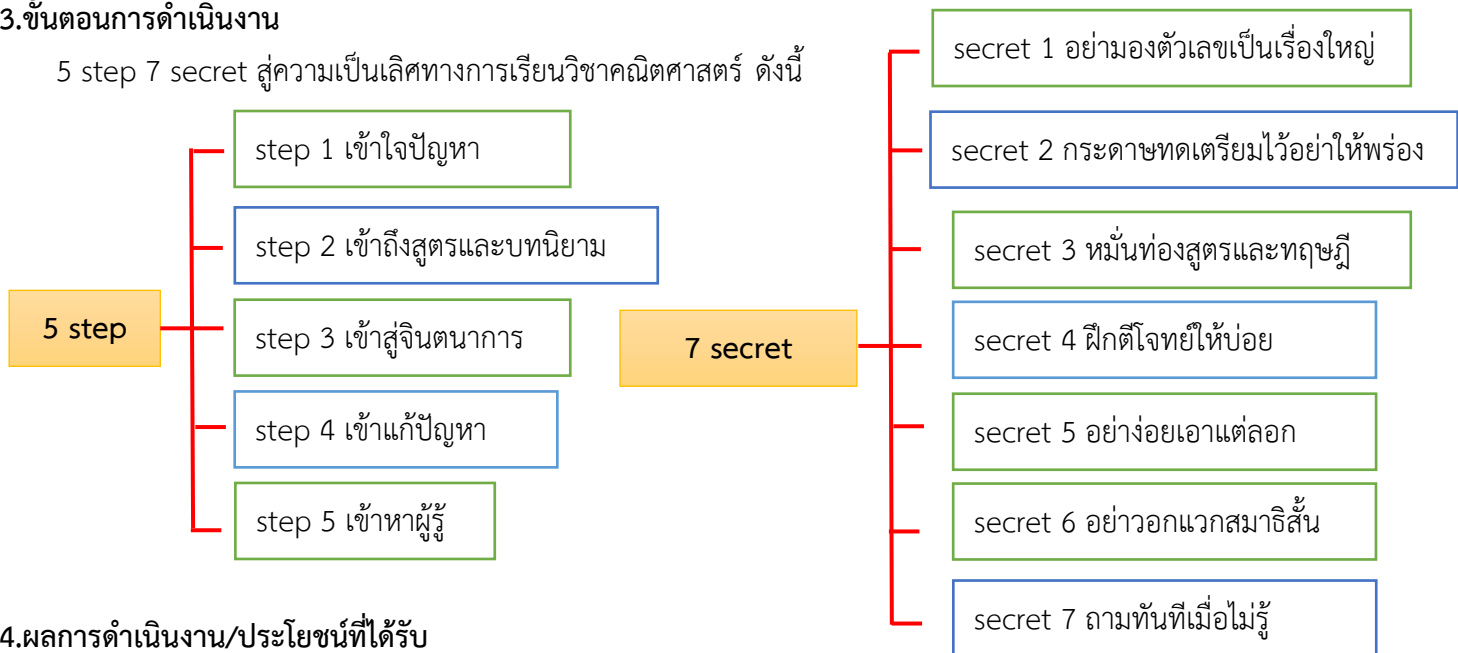 3.ขั้นตอนการดำเนินงาน
5 step 7 secret สู่ความเป็นเลิศทางการเรียนวิชาคณิตศาสตร์ ดังนี้
5 step
step 1 เข้าใจปัญหา
step 2 เข้าถึงสูตรและบทนิยาม
step 3 เข้าสู่จินตนาการ
step 4 เข้าแก้ปัญหา
step 5 เข้าหาผู้รู้
7 secret
secret 1 อย่ามองตัวเลขเป็นเรื่องใหญ่
secret 2 กระดาษทดเตรียมไว้อย่าให้พร่อง
secret 3 หมั่นท่องสูตรและทฤษฎี
secret 4 ฝึกตีโจทย์ให้บ่อย
secret 5 อย่าง่อยเอาแต่ลอก
secret 6 อย่าวอกแวกสมาธิสั้น
secret 7 ถามทันทีเมื่อไม่รู้
4.ผลการดำเนินงาน/ประโยชน์ที่ได้รับ